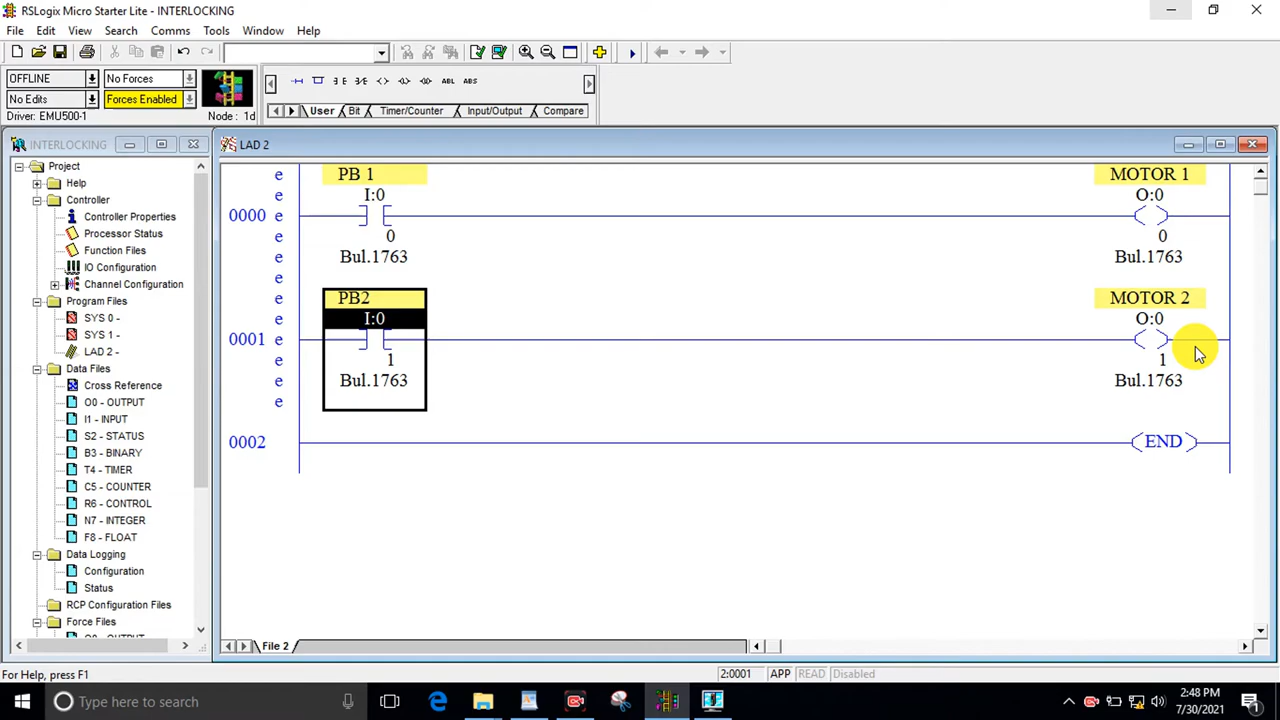 RSLogix Micro Starter Lite - INTERLOCKING
File Edit View Search Comms Tools Window Help
OFFLINE No Forces
No Edits Forces Enabled
Driver: EMU500-1 Node : 1d
ABL ABS
User Bit Timer/Counter Input/Output Compare
INTERLOCKING
Project
Help
Controller
Controller Properties
Processor Status
Function Files
IO Configuration
Channel Configuration
Program Files
SYS 0 -
SYS 1 -
LAD 2 -
Data Files
Cross Reference
O0 - OUTPUT
I1 - INPUT
S2 - STATUS
B3 - BINARY
T4 - TIMER
C5 - COUNTER
R6 - CONTROL
N7 - INTEGER
F8 - FLOAT
Data Logging
Configuration
Status
RCP Configuration Files
Force Files
LAD 2
e PB 1 MOTOR 1
e I:0 O:0
0000 e
e 0 0
e Bul.1763 Bul.1763
e
e PB2 MOTOR 2
e I:0 O:0
0001 e
e 1 1
e Bul.1763 Bul.1763
e
0002 END
File 2
For Help, press F1 2:0001 APP READ Disabled
Type here to search
2:48 PM
7/30/2021
1